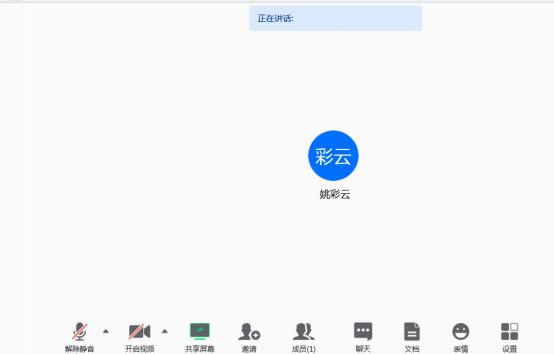 正在讲话:
彩云
姚彩云
解除静音
开启视频
共享屏幕
邀请
成员(1)
聊天
文档
表情
设置